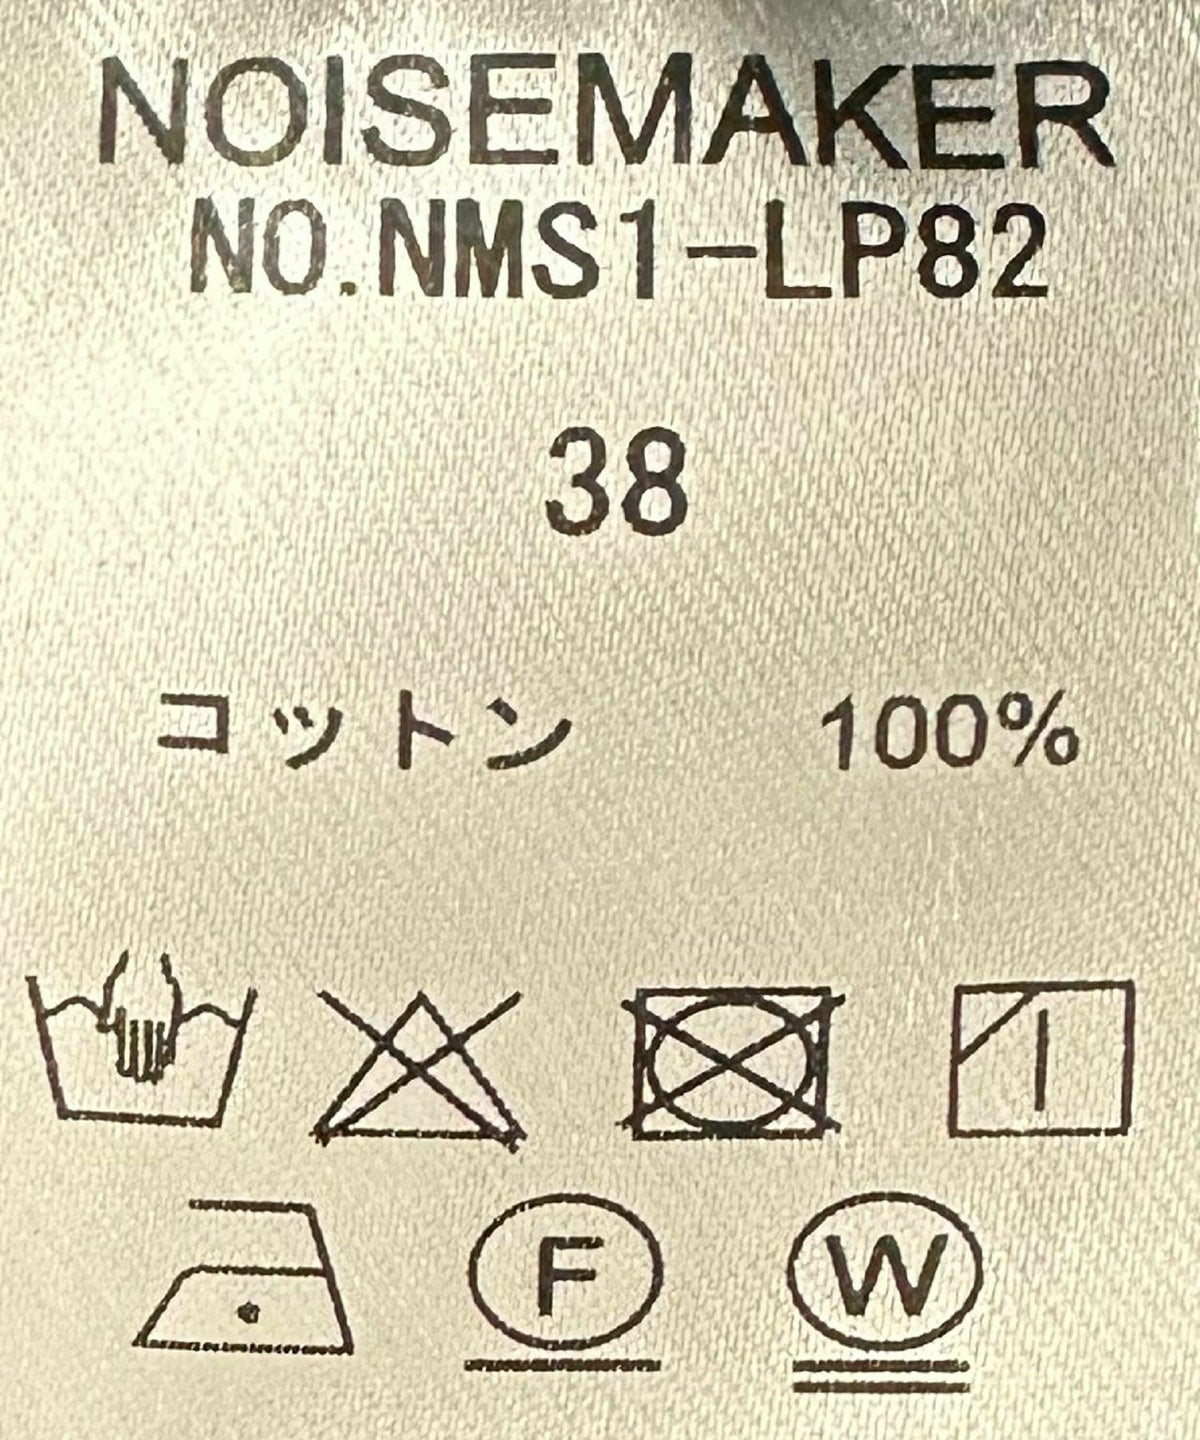 NOISEMAKER
NO.NMS1-LP82
38
コットン 100%
F W